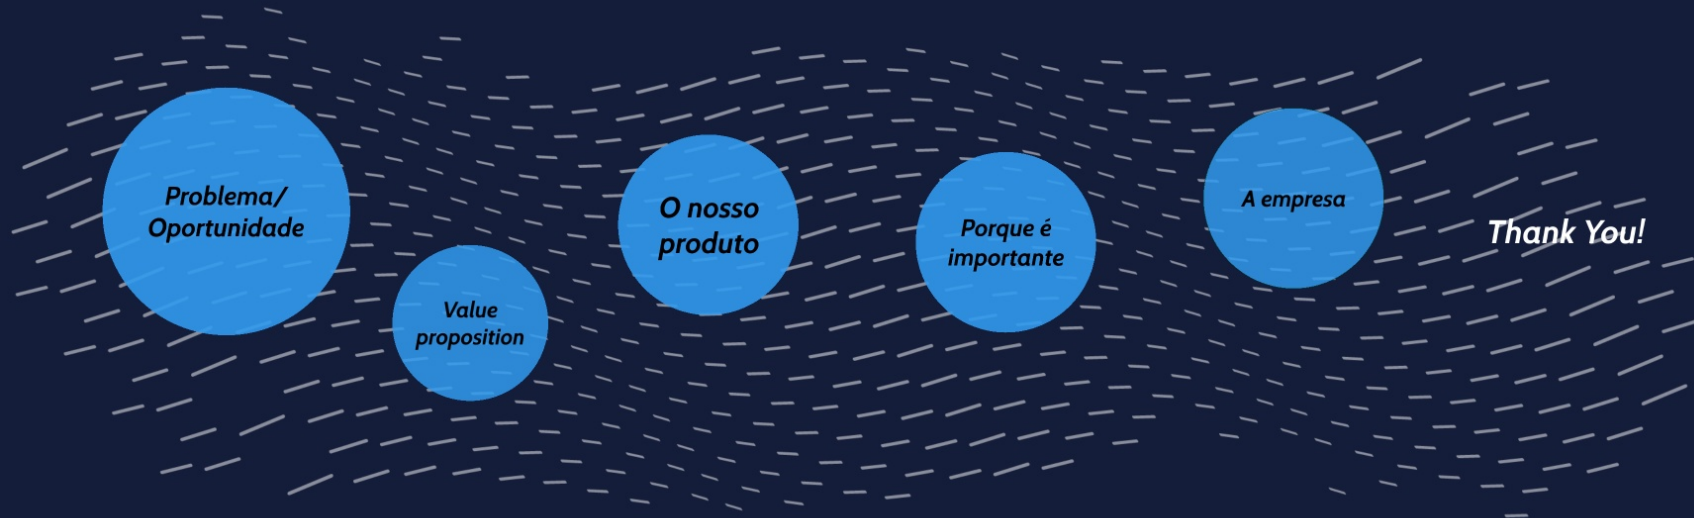 Problema/
Oportunidade
Value
proposition
O nosso
produto
Porque é
importante
A empresa
Thank You!